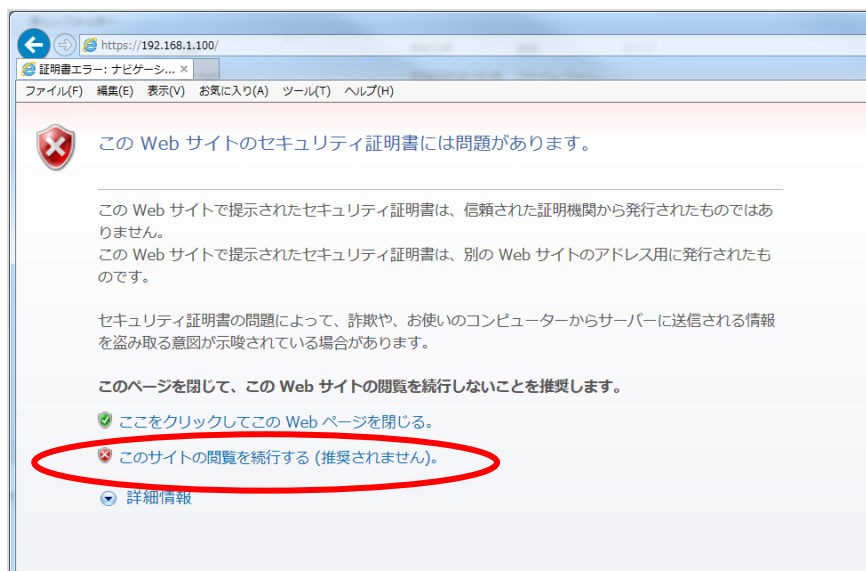 https://192.168.1.100/
証明書エラー: ナビゲーシ... ×
ファイル(F) 編集(E) 表示(V) お気に入り(A) ツール(T) ヘルプ(H)
この Web サイトのセキュリティ証明書には問題があります。
この Web サイトで提示されたセキュリティ証明書は、信頼された証明機関から発行されたものではあ
りません。
この Web サイトで提示されたセキュリティ証明書は、別の Web サイトのアドレス用に発行されたも
のです。
セキュリティ証明書の問題によって、詐欺や、お使いのコンピューターからサーバーに送信される情報
を盗み取る意図が示唆されている場合があります。
このページを閉じて、この Web サイトの閲覧を続行しないことを推奨します。
ここをクリックしてこの Web ページを閉じる。
このサイトの閲覧を続行する (推奨されません)。
詳細情報